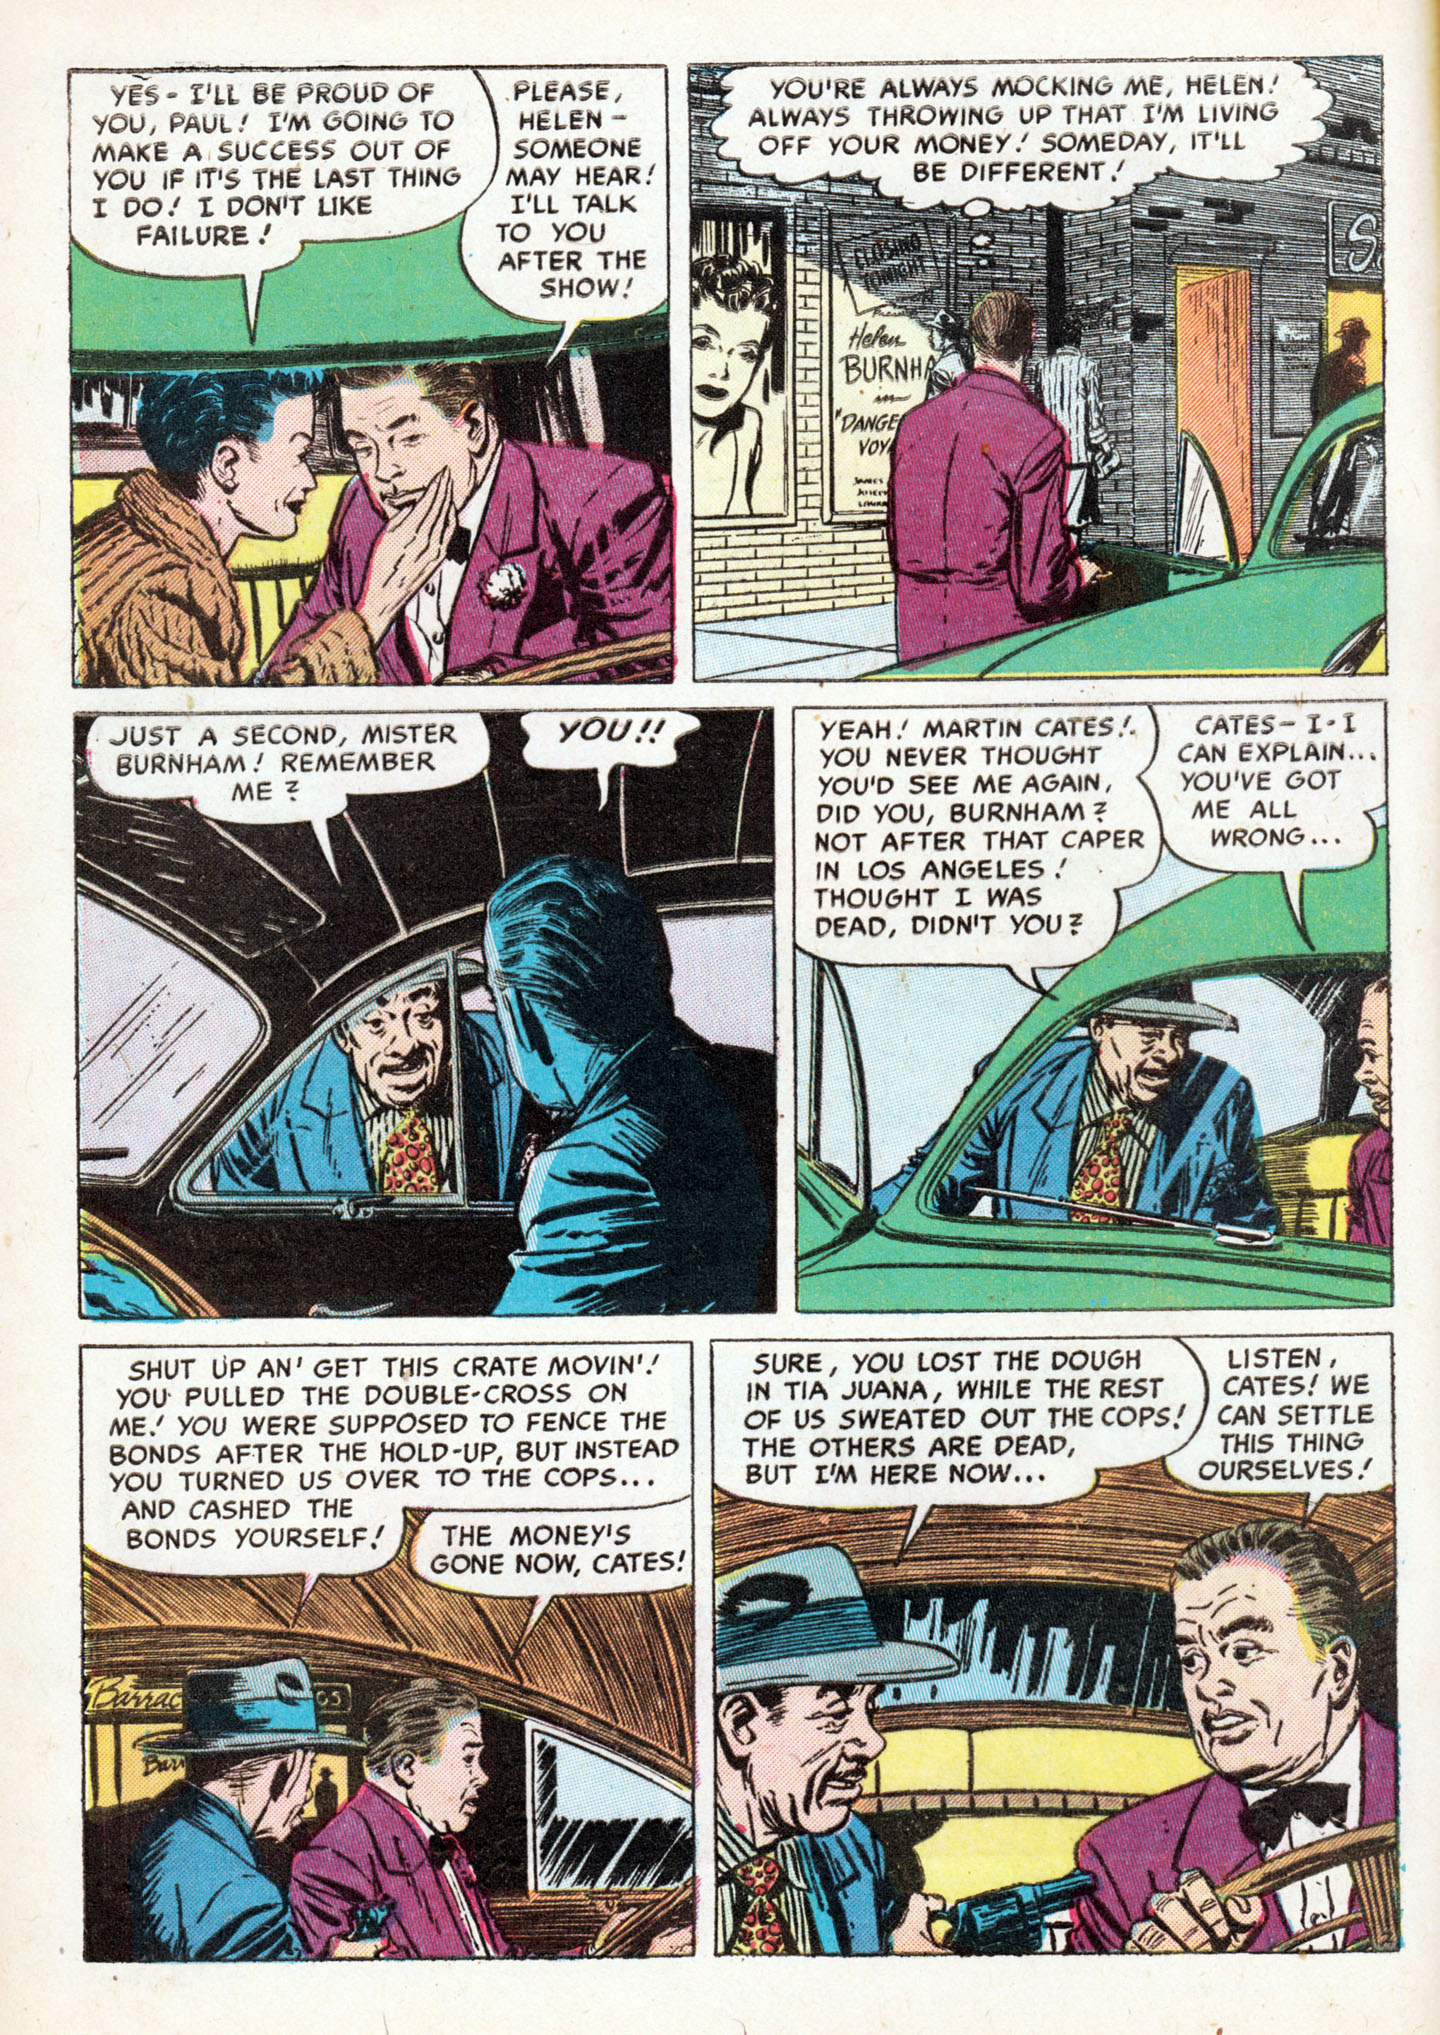 YES - I'LL BE PROUD OF
YOU, PAUL! I'M GOING TO
MAKE A SUCCESS OUT OF
YOU IF IT'S THE LAST THING
I DO! I DON'T LIKE
FAILURE!
PLEASE,
HELEN -
SOMEONE
MAY HEAR!
I'LL TALK
TO YOU
AFTER THE
SHOW!
YOU'RE ALWAYS MOCKING ME, HELEN!
ALWAYS THROWING UP THAT I'M LIVING
OFF YOUR MONEY! SOMEDAY, IT'LL
BE DIFFERENT!
CLOSING
TONIGHT
Helen
BURNHA
in
"DANGE
VOY
JAMES
S
JUST A SECOND, MISTER
BURNHAM! REMEMBER
ME?
YOU!!
YEAH! MARTIN CATES!
YOU NEVER THOUGHT
YOU'D SEE ME AGAIN,
DID YOU, BURNHAM?
NOT AFTER THAT CAPER
IN LOS ANGELES!
THOUGHT I WAS
DEAD, DIDN'T YOU?
CATES - I - I
CAN EXPLAIN...
YOU'VE GOT
ME ALL
WRONG...
SHUT UP AN' GET THIS CRATE MOVIN'!
YOU PULLED THE DOUBLE-CROSS ON
ME! YOU WERE SUPPOSED TO FENCE THE
BONDS AFTER THE HOLD-UP, BUT INSTEAD
YOU TURNED US OVER TO THE COPS...
AND CASHED THE
BONDS YOURSELF!
THE MONEY'S
GONE NOW, CATES!
Barrac
Barr
SURE, YOU LOST THE DOUGH
IN TIA JUANA, WHILE THE REST
OF US SWEATED OUT THE COPS!
THE OTHERS ARE DEAD,
BUT I'M HERE NOW...
LISTEN,
CATES! WE
CAN SETTLE
THIS THING
OURSELVES!